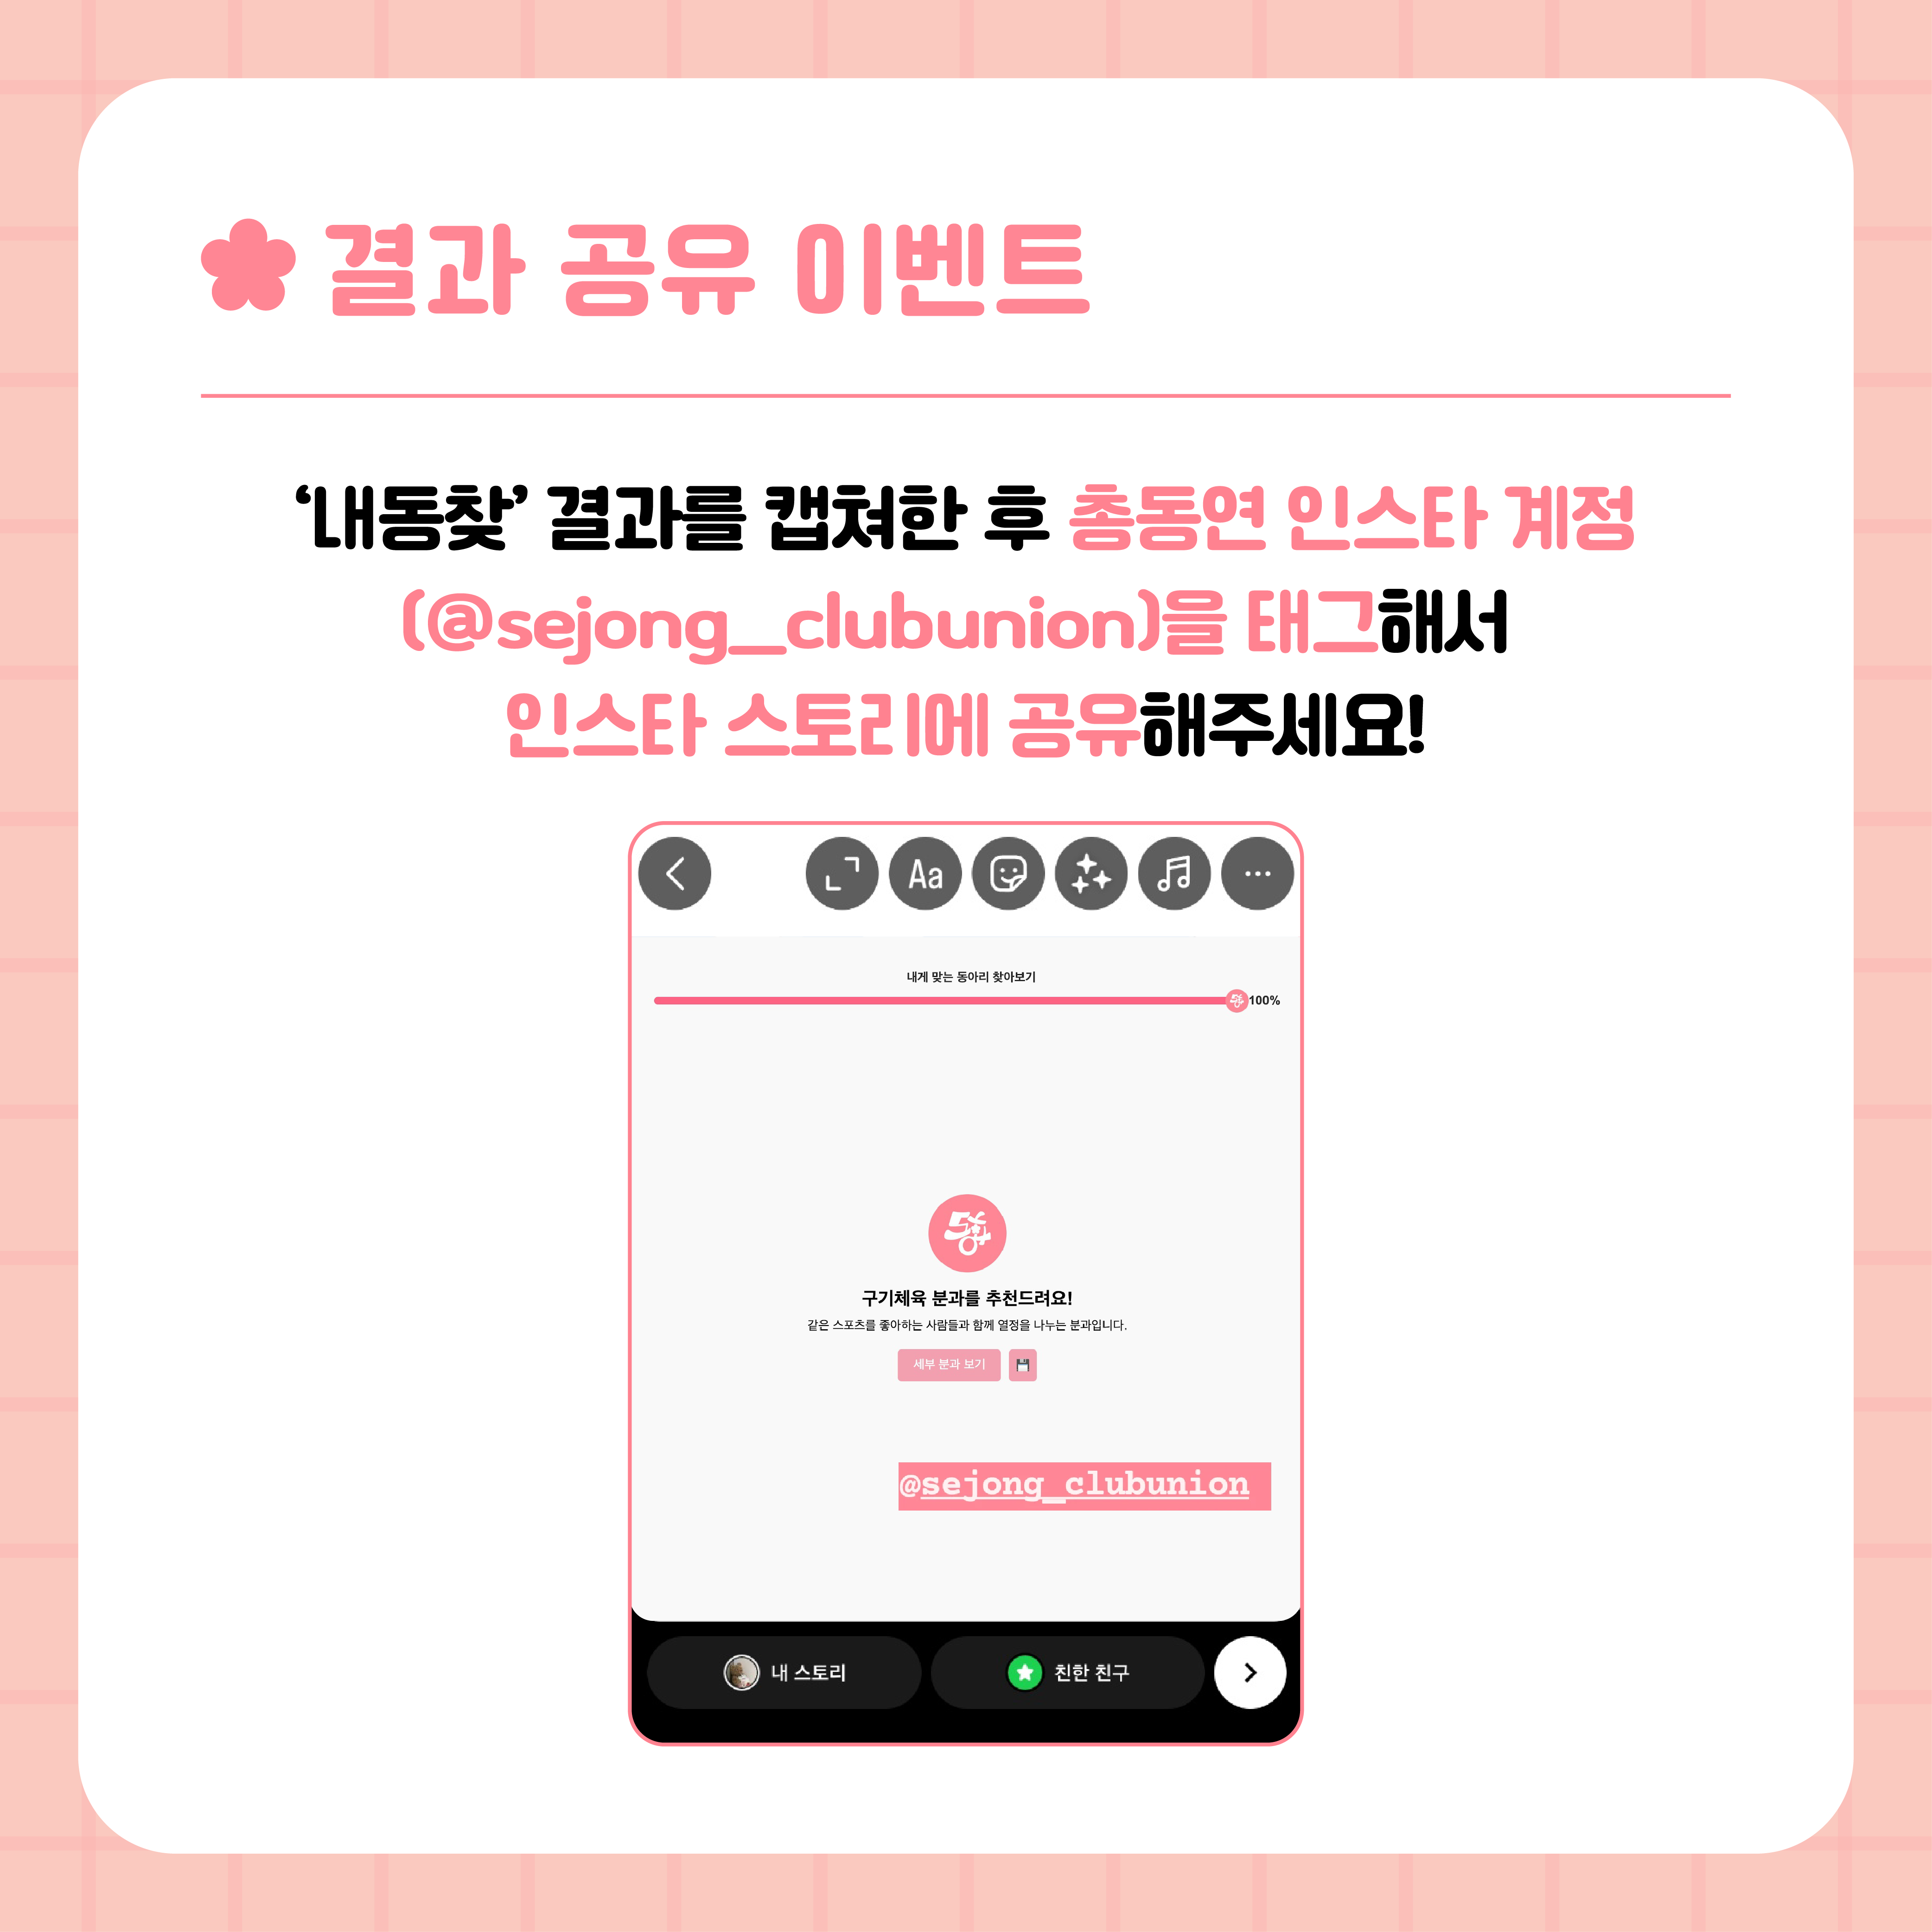 결과 공유 이벤트
‘내동찾’ 결과를 캡쳐한 후 총동연 인스타 계정
(@sejong_clubunion)을 태그해서
인스타 스토리에 공유해주세요!
Aa
내게 맞는 동아리 찾아보기
100%
구기체육 분과를 추천드려요!
같은 스포츠를 좋아하는 사람들과 함께 열정을 나누는 분과입니다.
세부 분과 보기
@sejong_clubunion
내 스토리 친한 친구